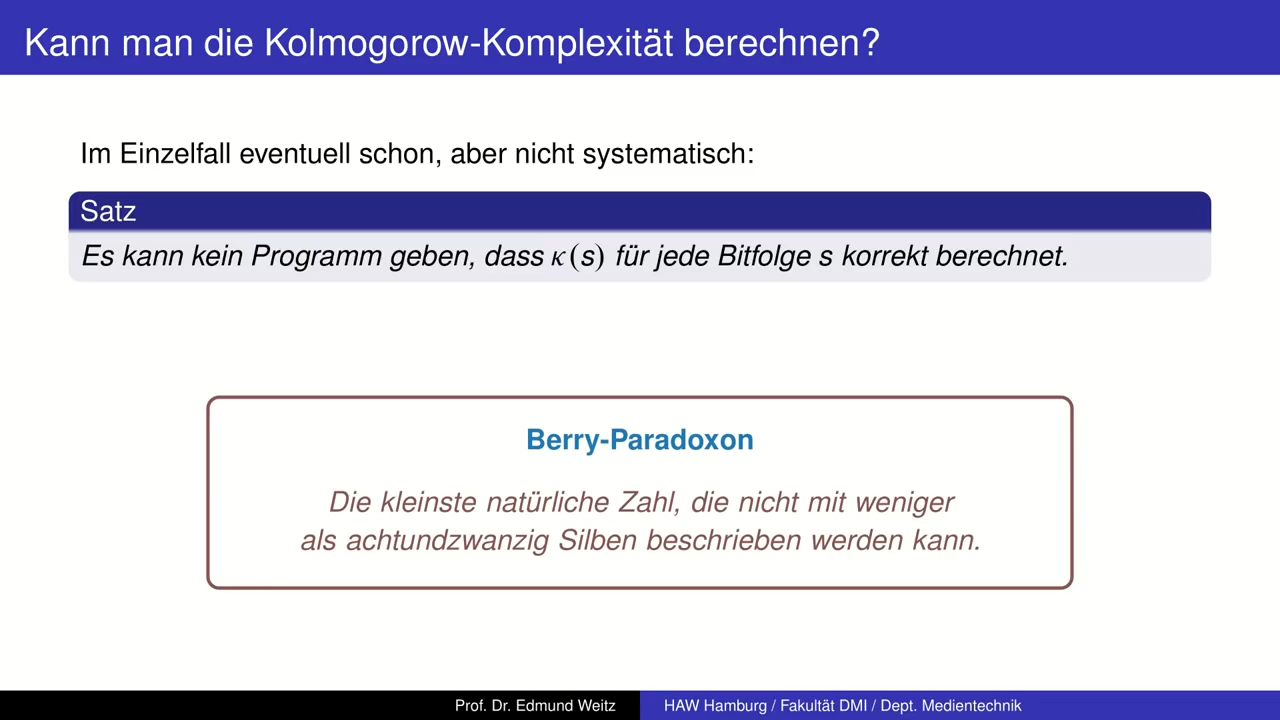 Kann man die Kolmogorow-Komplexität berechnen?
Im Einzelfall eventuell schon, aber nicht systematisch:
Satz
Es kann kein Programm geben, dass κ(s) für jede Bitfolge s korrekt berechnet.
Berry-Paradoxon
Die kleinste natürliche Zahl, die nicht mit weniger
als achtundzwanzig Silben beschrieben werden kann.
Prof. Dr. Edmund Weitz HAW Hamburg / Fakultät DMI / Dept. Medientechnik